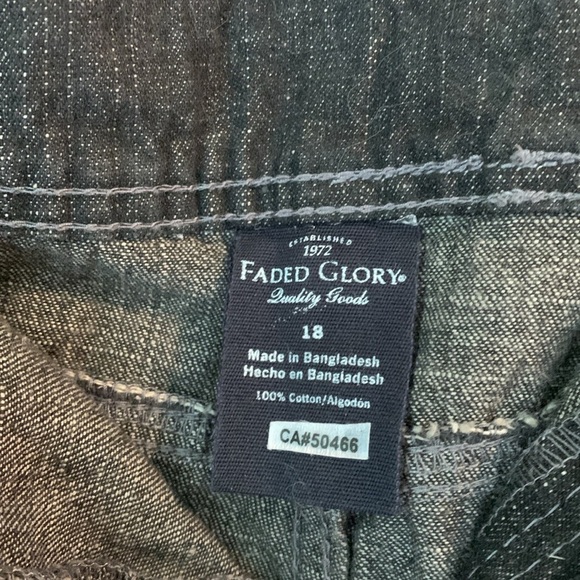 ESTABLISHED
1972
FADED GLORY®
Quality Goods
18
Made in Bangladesh
Hecho en Bangladesh
100% Cotton/Algodón
CA#50466